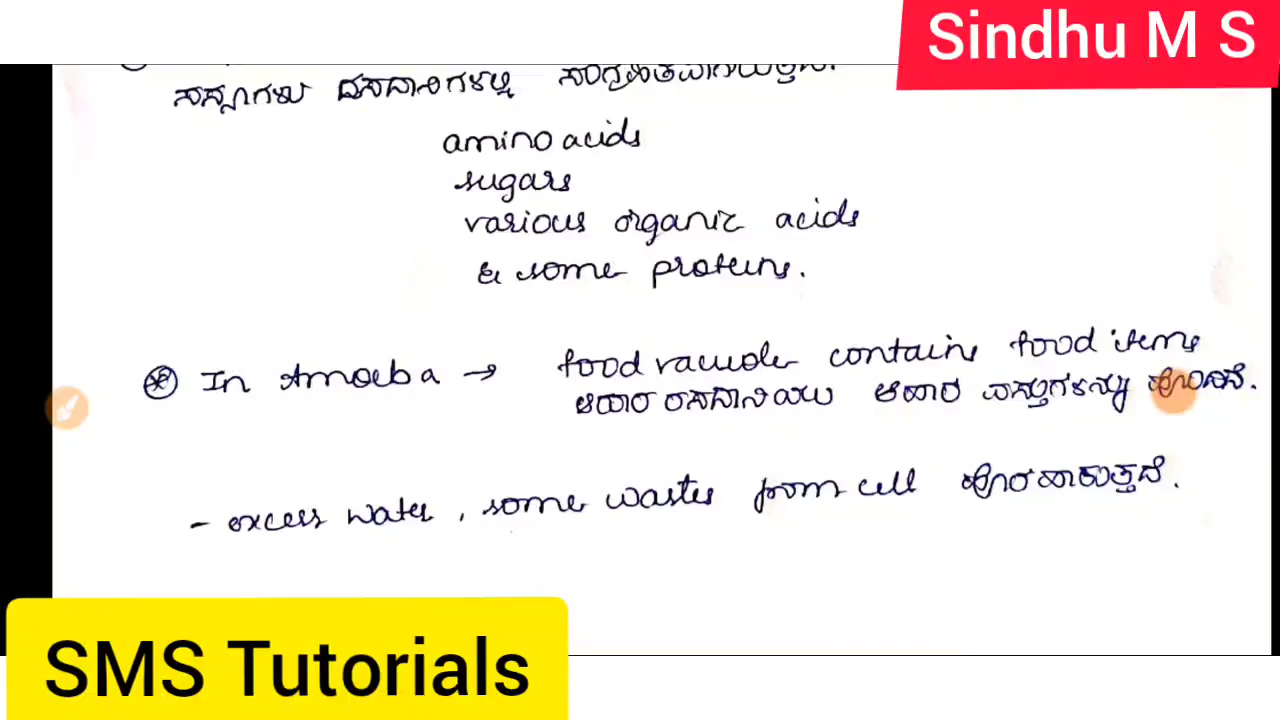 Sindhu M S
amino acids
sugars
various organic acids
& some proteins.
In Amoeba → food vacuole contains food items
ಆಹಾರ ರಸದಾನಿಯು ಆಹಾರ ವಸ್ತುಗಳನ್ನು ಹೊಂದಿದೆ.
- excess water, some wastes from cell ಹೊರಹಾಕುತ್ತದೆ.
SMS Tutorials